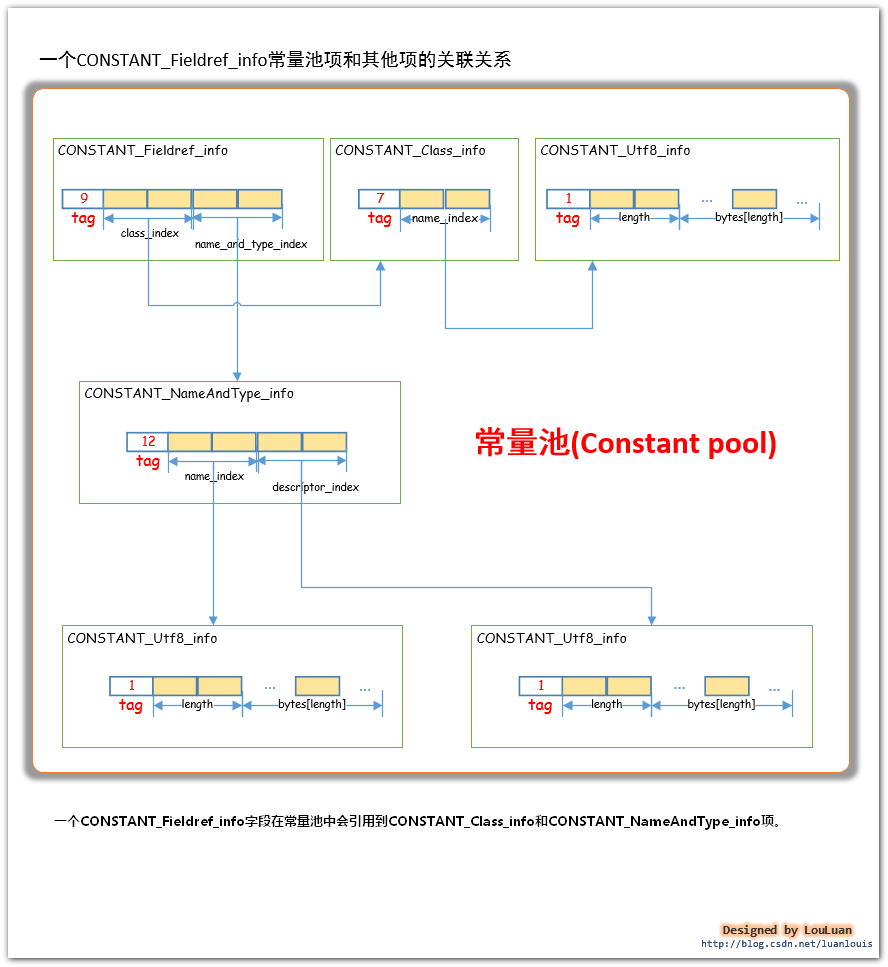 一个CONSTANT_Fieldref_info常量池项和其他项的关联关系
CONSTANT_Fieldref_info
9
tag
class_index
name_and_type_index
CONSTANT_Class_info
7
tag
name_index
CONSTANT_Utf8_info
1
...
...
tag
length
bytes[length]
CONSTANT_NameAndType_info
12
tag
name_index
descriptor_index
常量池(Constant pool)
CONSTANT_Utf8_info
1
...
...
tag
length
bytes[length]
CONSTANT_Utf8_info
1
...
...
tag
length
bytes[length]
一个CONSTANT_Fieldref_info字段在常量池中会引用到CONSTANT_Class_info和CONSTANT_NameAndType_info项。
Designed by LouLuan
http://blog.csdn.net/luanlouis